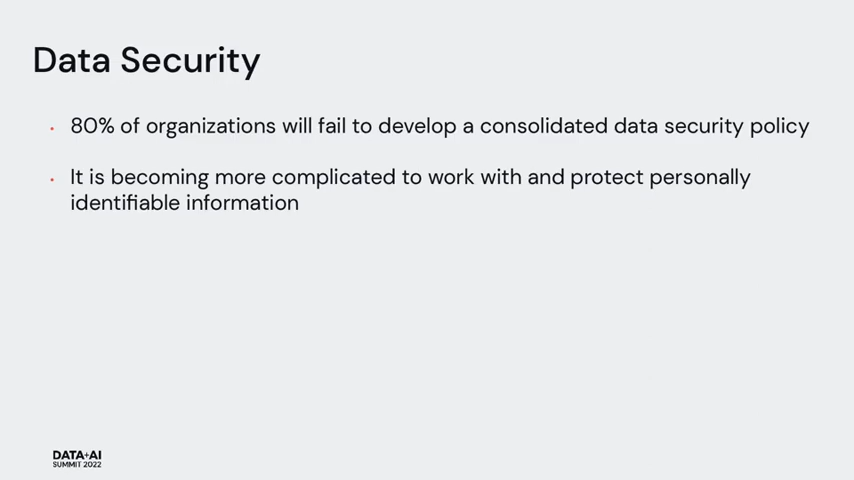 Data Security
• 80% of organizations will fail to develop a consolidated data security policy
• It is becoming more complicated to work with and protect personally
identifiable information
DATA+AI
SUMMIT 2022